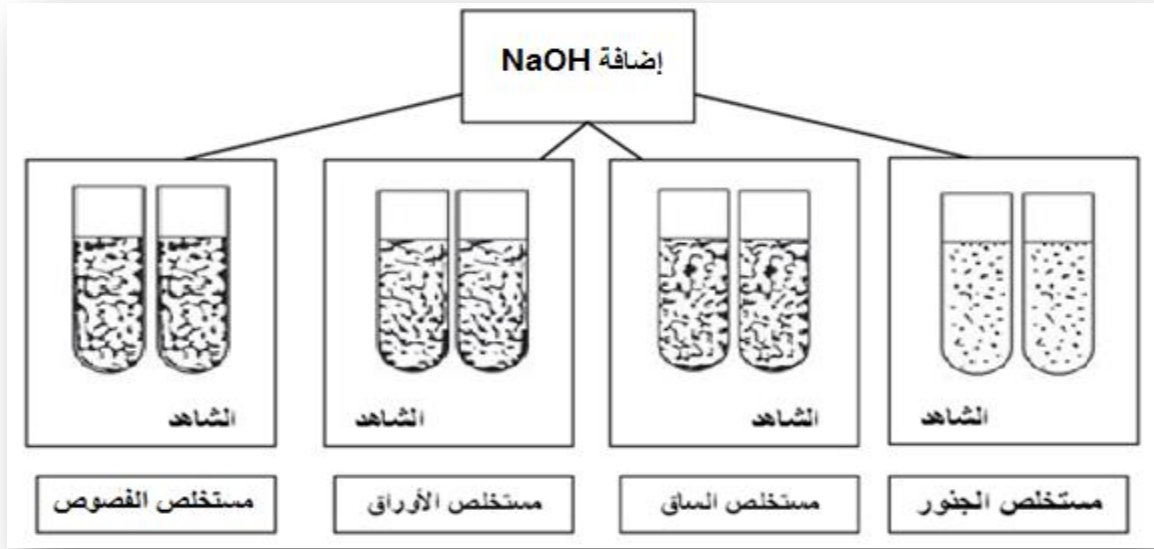 إضافة NaOH
الشاهد
الشاهد
الشاهد
الشاهد
مستخلص الجذور
مستخلص الساق
مستخلص الأوراق
مستخلص الفصوص